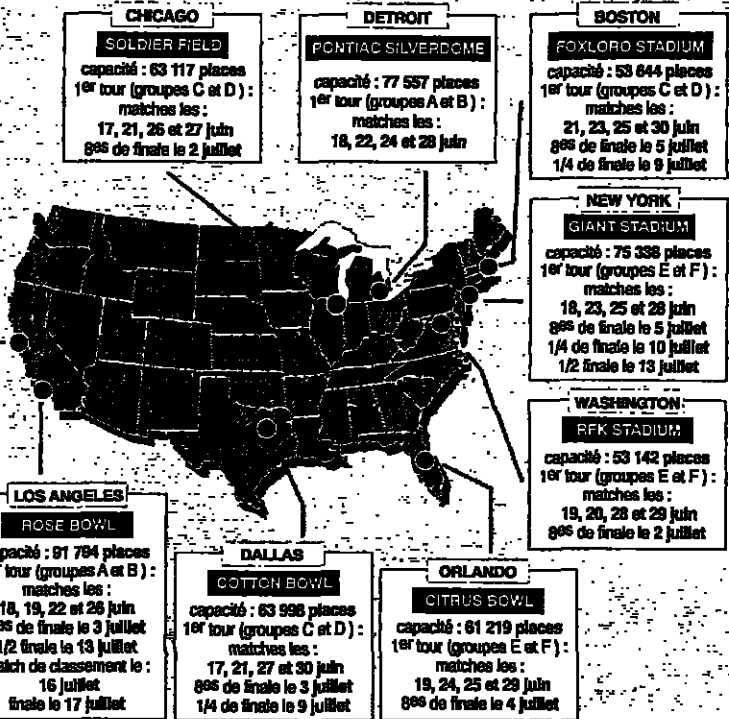 CHICAGO
SOLDIER FIELD
capacité : 63 117 places
1er tour (groupes C et D) :
matches les :
17, 21, 26 et 27 juin
8es de finale le 2 juillet
DETROIT
PONTIAC SILVERDOME
capacité : 77 557 places
1er tour (groupes A et B) :
matches les :
18, 22, 24 et 28 juin
BOSTON
FOXLORO STADIUM
capacité : 53 644 places
1er tour (groupes C et D) :
matches les :
21, 23, 25 et 30 juin
8es de finale le 5 juillet
1/4 de finale le 9 juillet
NEW YORK
GIANT STADIUM
capacité : 75 338 places
1er tour (groupes E et F) :
matches les :
18, 23, 25 et 28 juin
8es de finale le 5 juillet
1/4 de finale le 10 juillet
1/2 finale le 13 juillet
WASHINGTON
RFK STADIUM
capacité : 53 142 places
1er tour (groupes E et F) :
matches les :
19, 20, 28 et 29 juin
8es de finale le 2 juillet
LOS ANGELES
ROSE BOWL
pacité : 91 794 places
tour (groupes A et B) :
matches les :
18, 19, 22 et 26 juin
es de finale le 3 juillet
1/2 finale le 13 juillet
atch de classement le :
16 juillet
finale le 17 juillet
DALLAS
COTTON BOWL
capacité : 63 998 places
1er tour (groupes C et D) :
matches les :
17, 21, 27 et 30 juin
8es de finale le 3 juillet
1/4 de finale le 9 juillet
ORLANDO
CITRUS BOWL
capacité : 61 219 places
1er tour (groupes E et F) :
matches les :
19, 24, 25 et 29 juin
8es de finale le 4 juillet